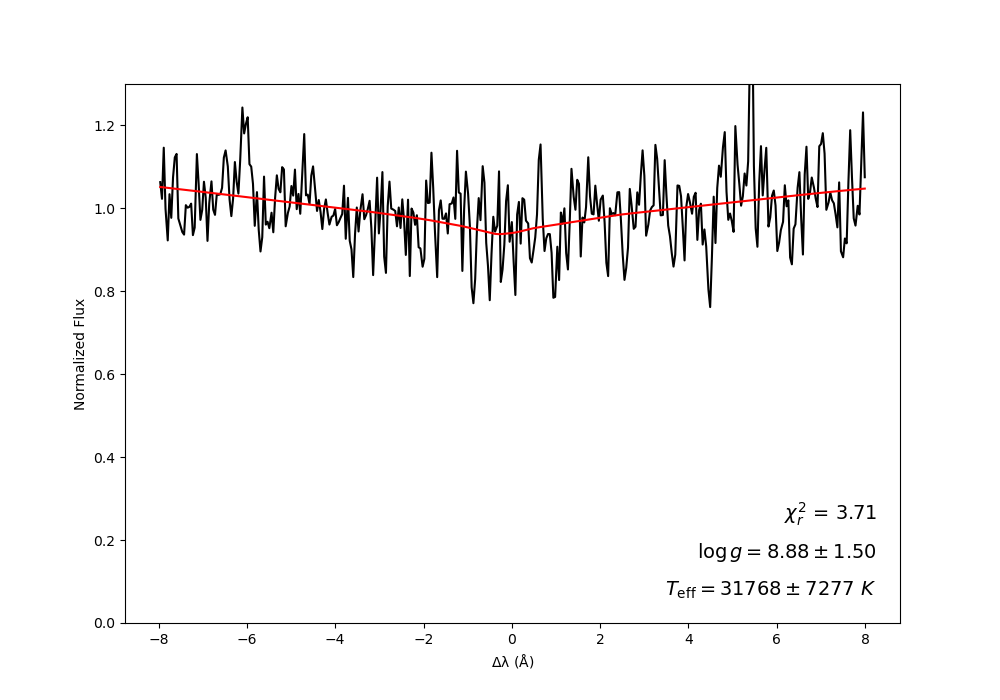 1.2
1.0
0.8
0.6
0.4
0.2
0.0
Normalized Flux
χ²ᵣ = 3.71
log g = 8.88 ± 1.50
T_eff = 31768 ± 7277 K
−8 −6 −4 −2 0 2 4 6 8
Δλ (Å)